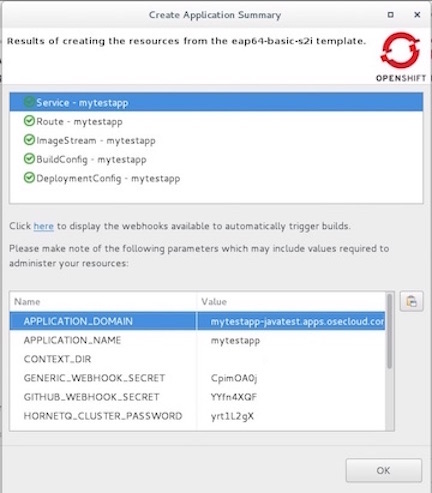 Create Application Summary
Results of creating the resources from the eap64-basic-s2i template.
OPENSHIFT
Service - mytestapp
Route - mytestapp
ImageStream - mytestapp
BuildConfig - mytestapp
DeploymentConfig - mytestapp
Click here to display the webhooks available to automatically trigger builds.
Please make note of the following parameters which may include values required to
administer your resources:
Name Value
APPLICATION_DOMAIN mytestapp-javatest.apps.osecloud.cor
APPLICATION_NAME mytestapp
CONTEXT_DIR
GENERIC_WEBHOOK_SECRET CpimOA0j
GITHUB_WEBHOOK_SECRET YYfn4XQF
HORNETQ_CLUSTER_PASSWORD yrt1L2gX
OK